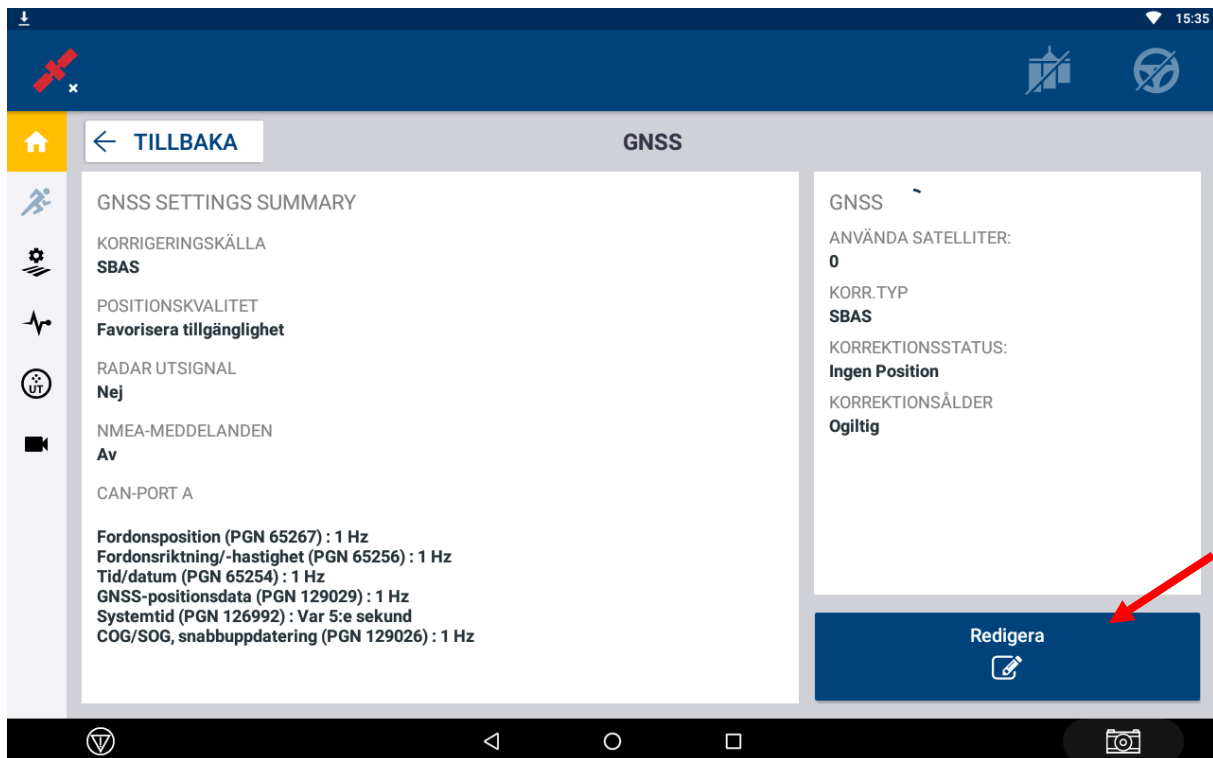 15:35
TILLBAKA
GNSS
GNSS SETTINGS SUMMARY
KORRIGERINGSKÄLLA
SBAS
POSITIONSKVALITET
Favorisera tillgänglighet
RADAR UTSIGNAL
Nej
NMEA-MEDDELANDEN
Av
CAN-PORT A
Fordonsposition (PGN 65267) : 1 Hz
Fordonsriktning/-hastighet (PGN 65256) : 1 Hz
Tid/datum (PGN 65254) : 1 Hz
GNSS-positionsdata (PGN 129029) : 1 Hz
Systemtid (PGN 126992) : Var 5:e sekund
COG/SOG, snabbuppdatering (PGN 129026) : 1 Hz
GNSS
ANVÄNDA SATELLITER:
0
KORR.TYP
SBAS
KORREKTIONSSTATUS:
Ingen Position
KORREKTIONSÅLDER
Ogiltig
Redigera
UT